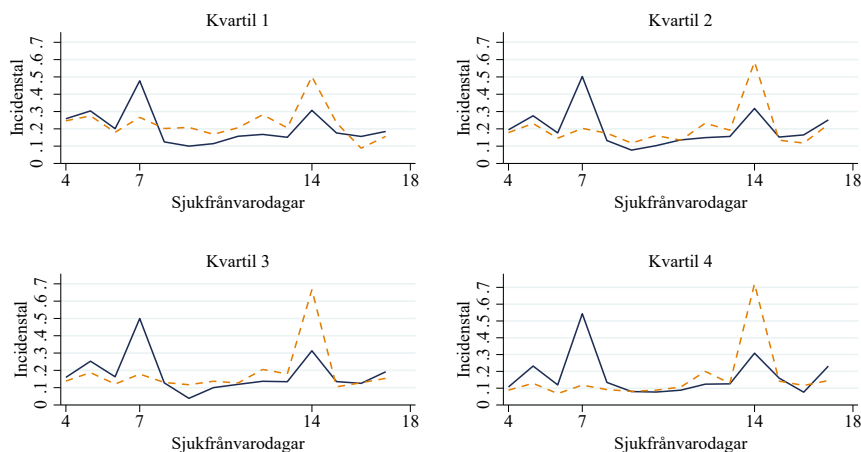 Kvartil 1
Incidenstal
0 .1 .2 .3 .4 .5 .6 .7
4 7 14 18
Sjukfrånvarodagar
Kvartil 2
Incidenstal
0 .1 .2 .3 .4 .5 .6 .7
4 7 14 18
Sjukfrånvarodagar
Kvartil 3
Incidenstal
0 .1 .2 .3 .4 .5 .6 .7
4 7 14 18
Sjukfrånvarodagar
Kvartil 4
Incidenstal
0 .1 .2 .3 .4 .5 .6 .7
4 7 14 18
Sjukfrånvarodagar